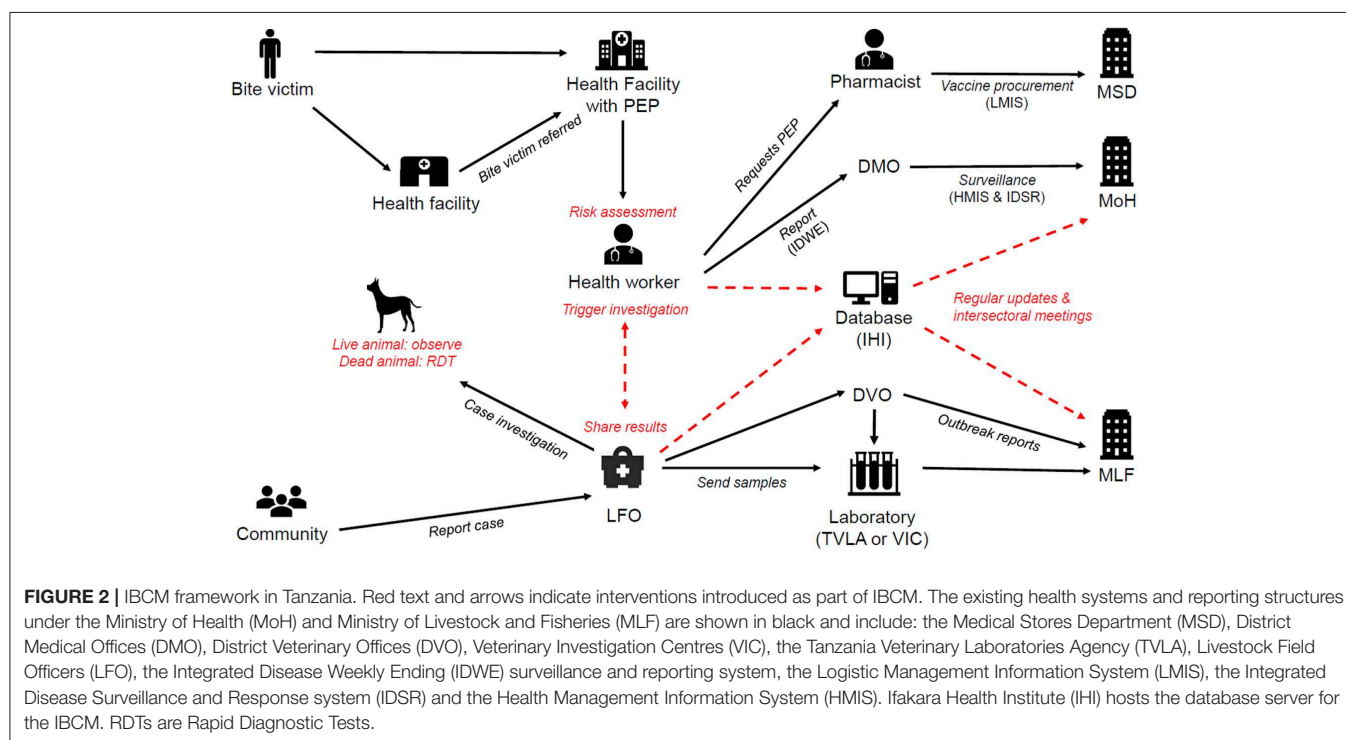 Bite victim
Health Facility
with PEP
Bite victim referred
Health facility
Risk assessment
Health worker
Trigger investigation
Pharmacist
Vaccine procurement
(LMIS)
MSD
Requests PEP
DMO
Surveillance
(HMIS & IDSR)
MoH
Report
(IDWE)
Database
(IHI)
Regular updates &
intersectoral meetings
Live animal: observe
Dead animal: RDT
Case investigation
Share results
LFO
Community
Report case
DVO
Outbreak reports
Send samples
Laboratory
(TVLA or VIC)
MLF
FIGURE 2 | IBCM framework in Tanzania. Red text and arrows indicate interventions introduced as part of IBCM. The existing health systems and reporting structures
under the Ministry of Health (MoH) and Ministry of Livestock and Fisheries (MLF) are shown in black and include: the Medical Stores Department (MSD), District
Medical Offices (DMO), District Veterinary Offices (DVO), Veterinary Investigation Centres (VIC), the Tanzania Veterinary Laboratories Agency (TVLA), Livestock Field
Officers (LFO), the Integrated Disease Weekly Ending (IDWE) surveillance and reporting system, the Logistic Management Information System (LMIS), the Integrated
Disease Surveillance and Response system (IDSR) and the Health Management Information System (HMIS). Ifakara Health Institute (IHI) hosts the database server for
the IBCM. RDTs are Rapid Diagnostic Tests.